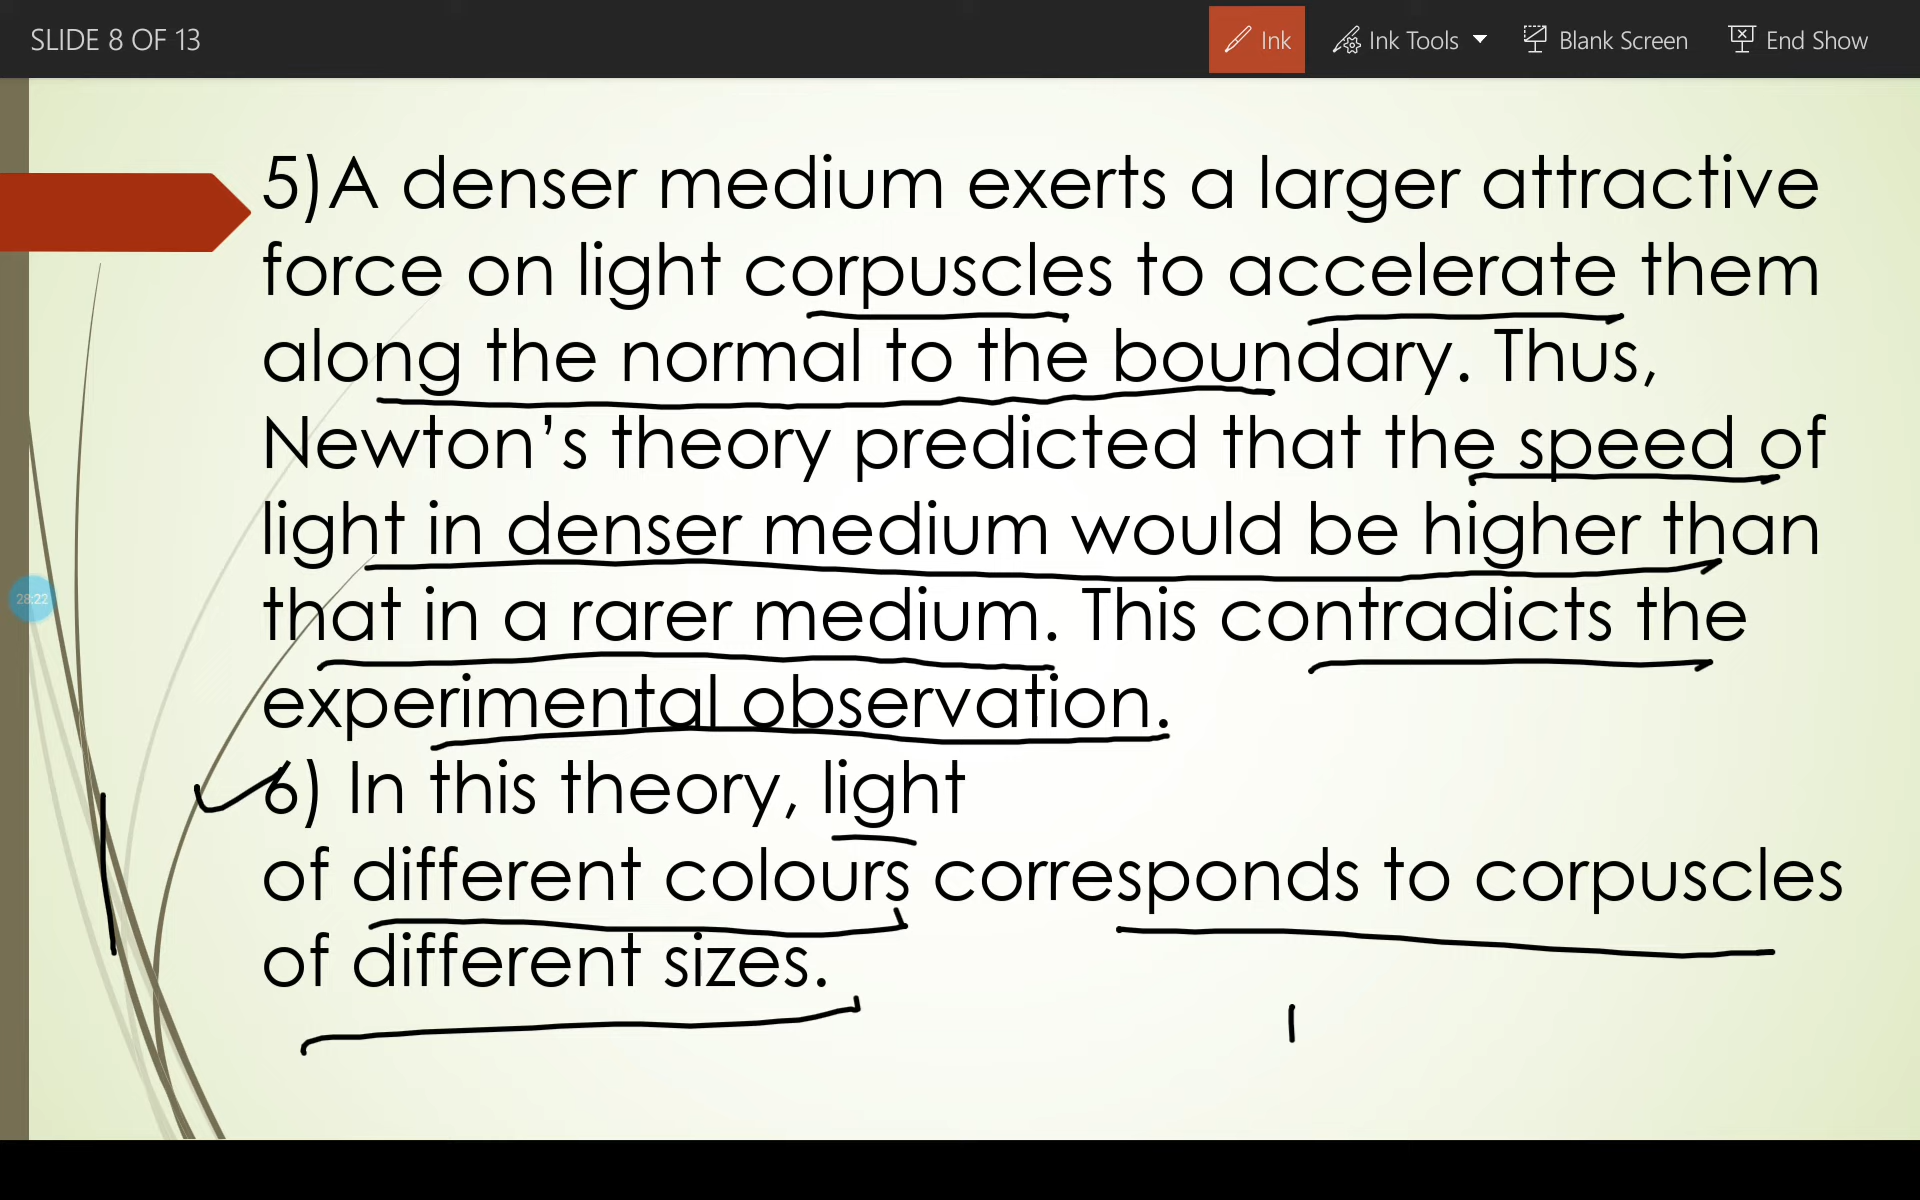 SLIDE 8 OF 13
Ink
Ink Tools
Blank Screen
End Show
5)A denser medium exerts a larger attractive
force on light corpuscles to accelerate them
along the normal to the boundary. Thus,
Newton’s theory predicted that the speed of
light in denser medium would be higher than
that in a rarer medium. This contradicts the
experimental observation.
6) In this theory, light
of different colours corresponds to corpuscles
of different sizes.
28:22